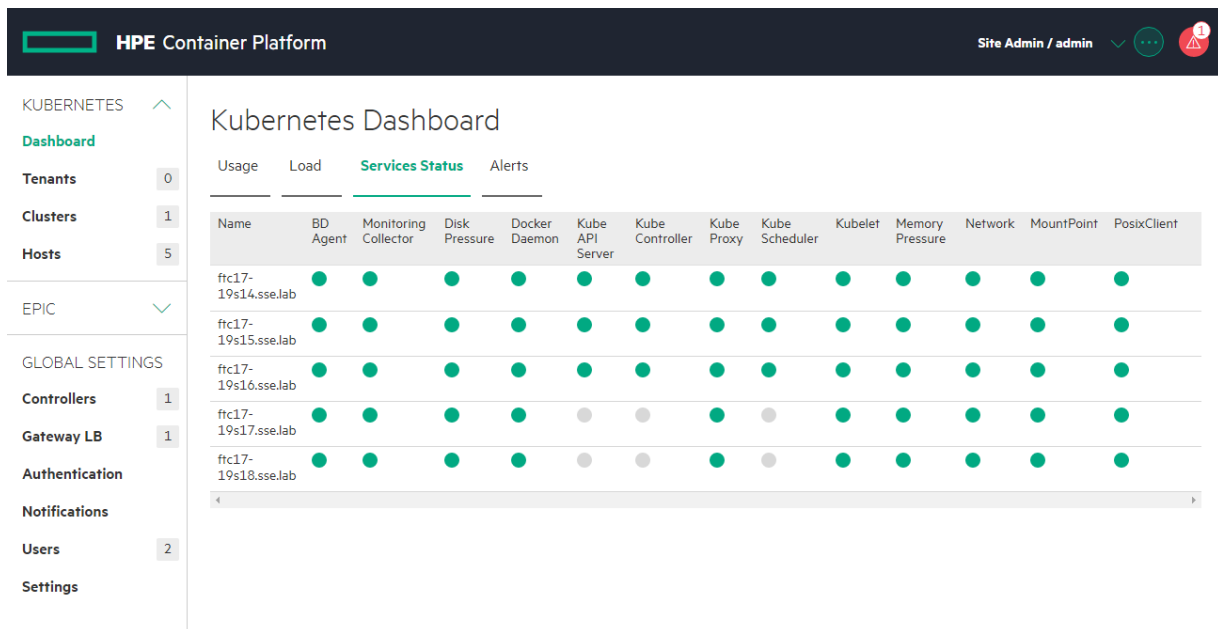 HPE Container Platform
Site Admin / admin
1
KUBERNETES
Dashboard
Tenants 0
Clusters 1
Hosts 5
EPIC
GLOBAL SETTINGS
Controllers 1
Gateway LB 1
Authentication
Notifications
Users 2
Settings
Kubernetes Dashboard
Usage Load Services Status Alerts
Name BD Agent Monitoring Collector Disk Pressure Docker Daemon Kube API Server Kube Controller Kube Proxy Kube Scheduler Kubelet Memory Pressure Network MountPoint PosixClient
ftc17-
19s14.sse.lab
ftc17-
19s15.sse.lab
ftc17-
19s16.sse.lab
ftc17-
19s17.sse.lab
ftc17-
19s18.sse.lab